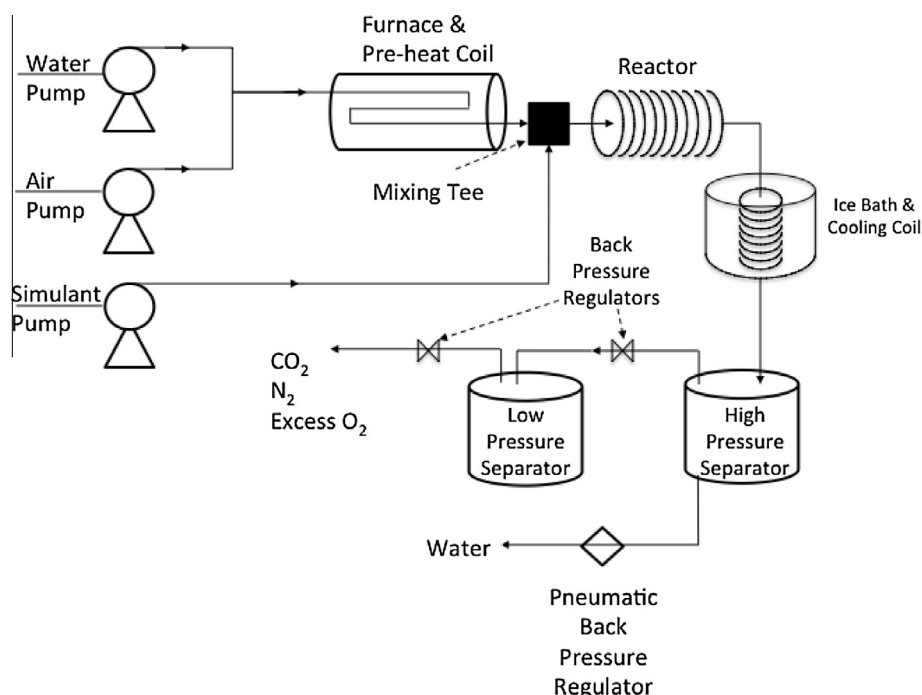 Furnace &
Pre-heat Coil
Water
Pump
Reactor
Mixing Tee
Air
Pump
Ice Bath &
Cooling Coil
Back
Pressure
Regulators
Simulant
Pump
CO₂
N₂
Excess O₂
Low
Pressure
Separator
High
Pressure
Separator
Water
Pneumatic
Back
Pressure
Regulator